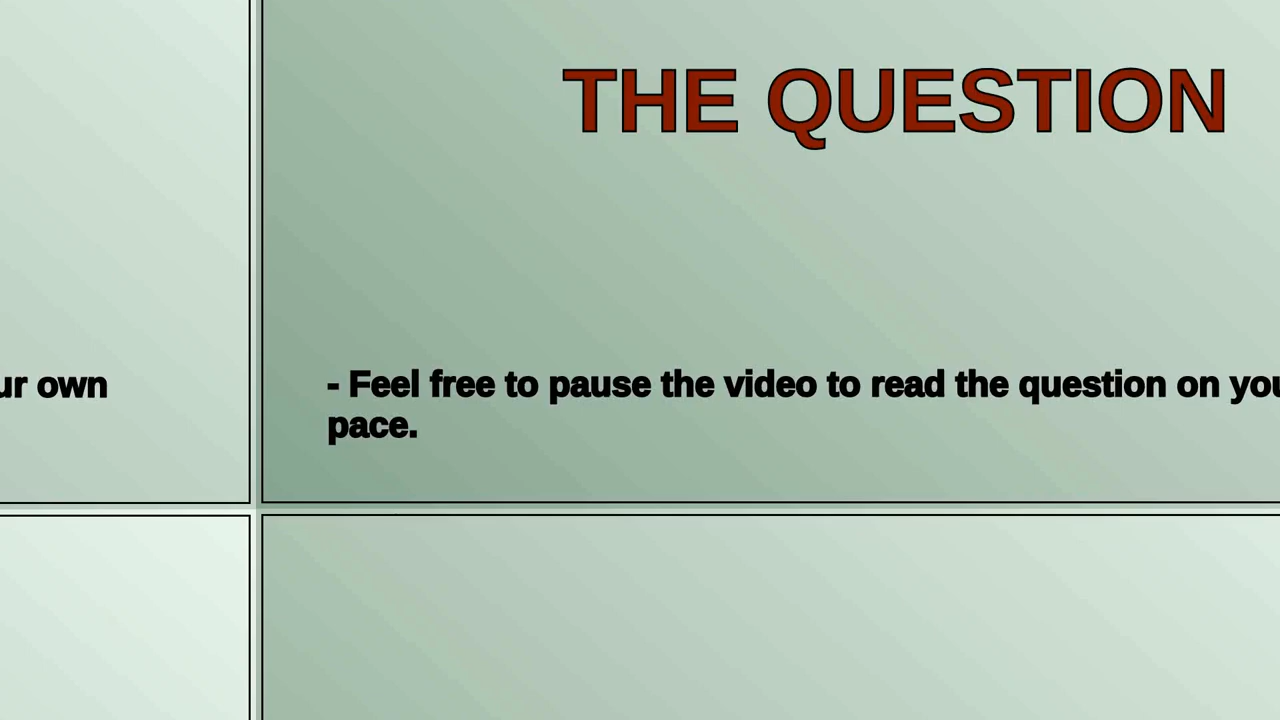 THE QUESTION
ur own
- Feel free to pause the video to read the question on you
pace.